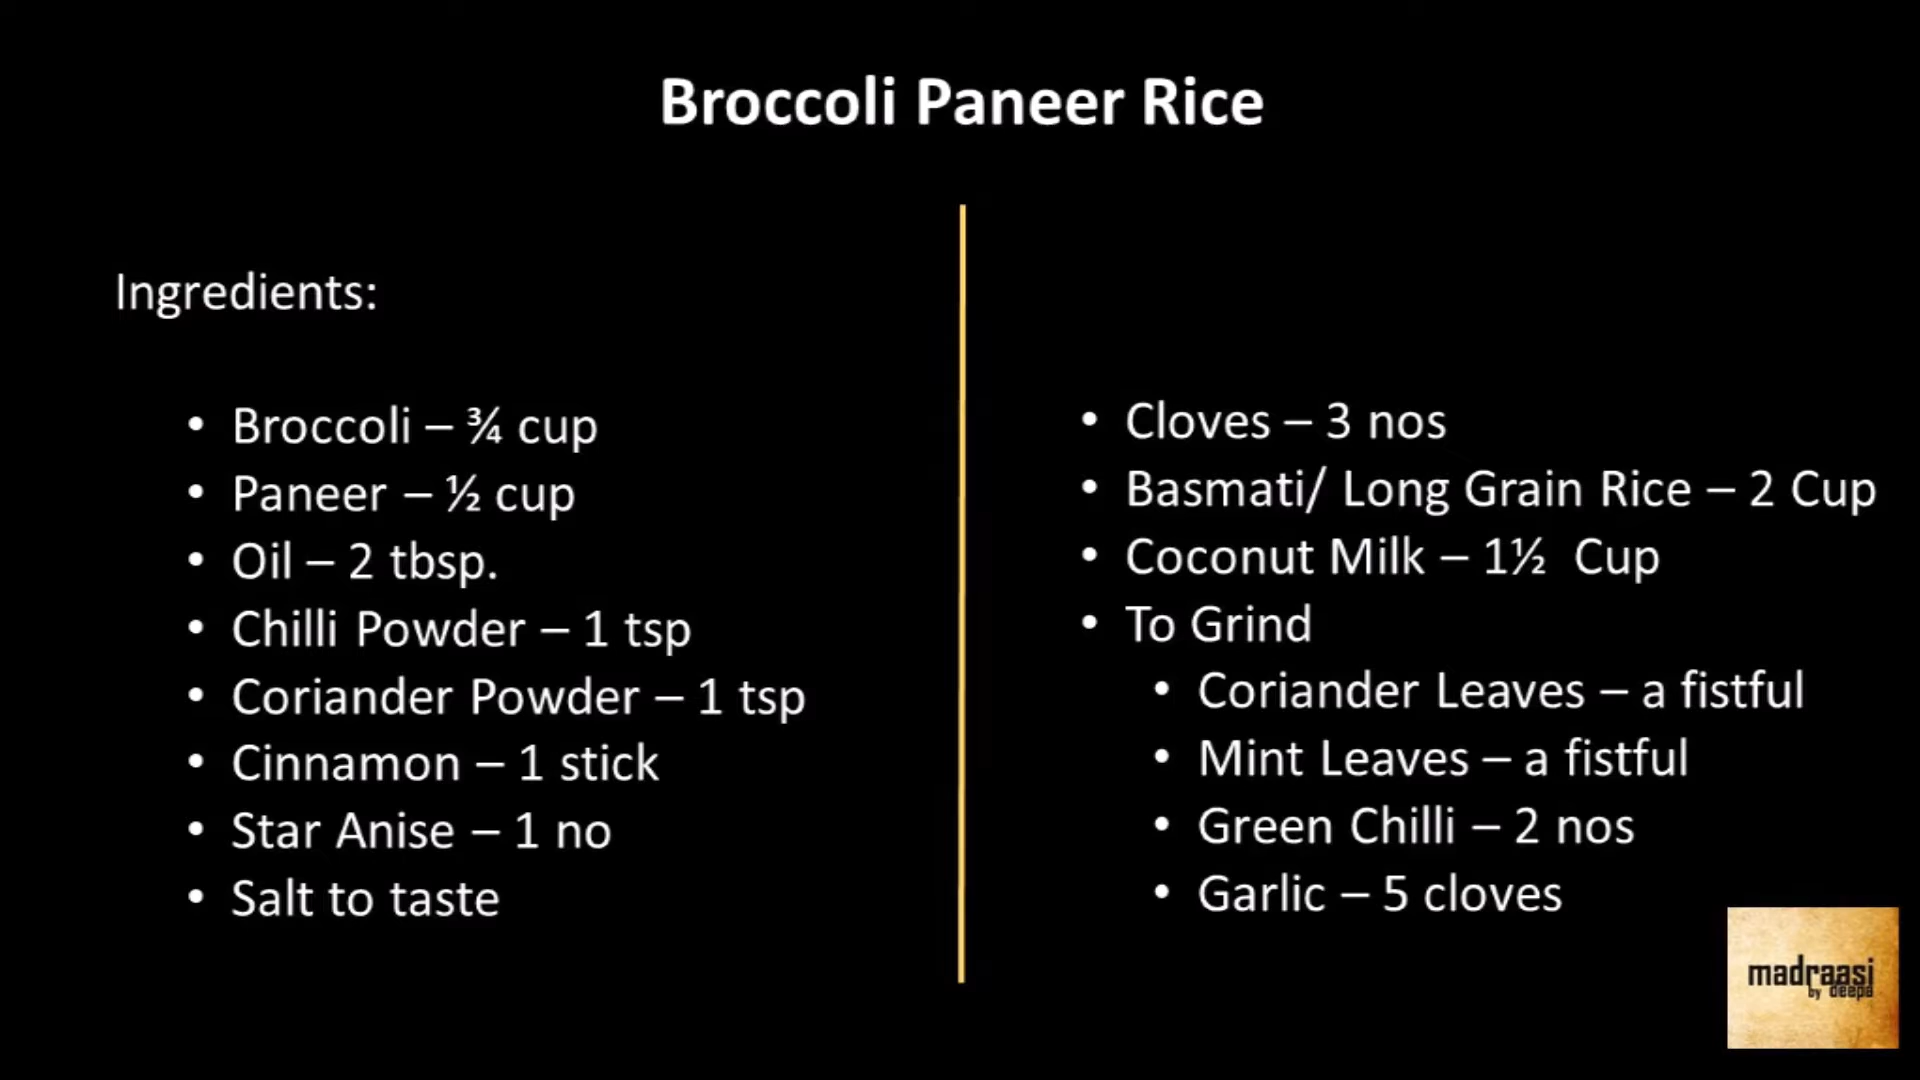 Broccoli Paneer Rice
Ingredients:
• Broccoli – ¾ cup
• Paneer – ½ cup
• Oil – 2 tbsp.
• Chilli Powder – 1 tsp
• Coriander Powder – 1 tsp
• Cinnamon – 1 stick
• Star Anise – 1 no
• Salt to taste
• Cloves – 3 nos
• Basmati/ Long Grain Rice – 2 Cup
• Coconut Milk – 1½  Cup
• To Grind
• Coriander Leaves – a fistful
• Mint Leaves – a fistful
• Green Chilli – 2 nos
• Garlic – 5 cloves
madraasi
by deepa